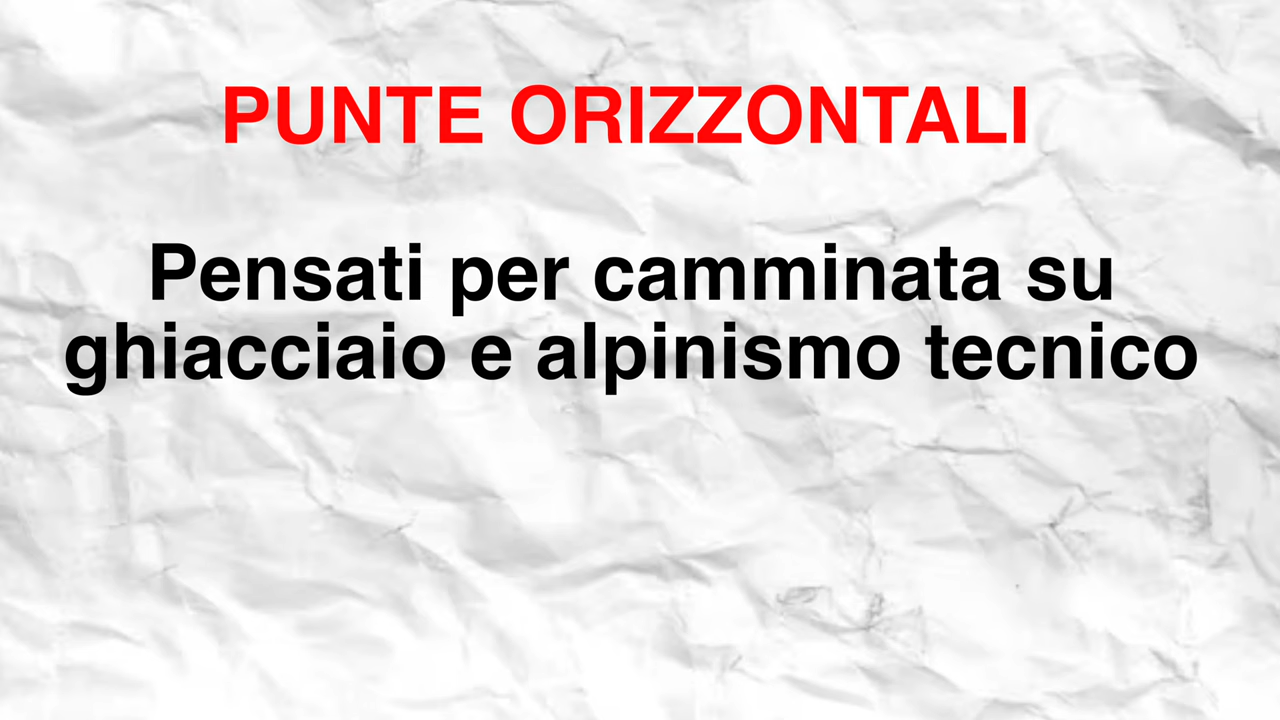 PUNTE ORIZZONTALI
Pensati per camminata su
ghiacciaio e alpinismo tecnico